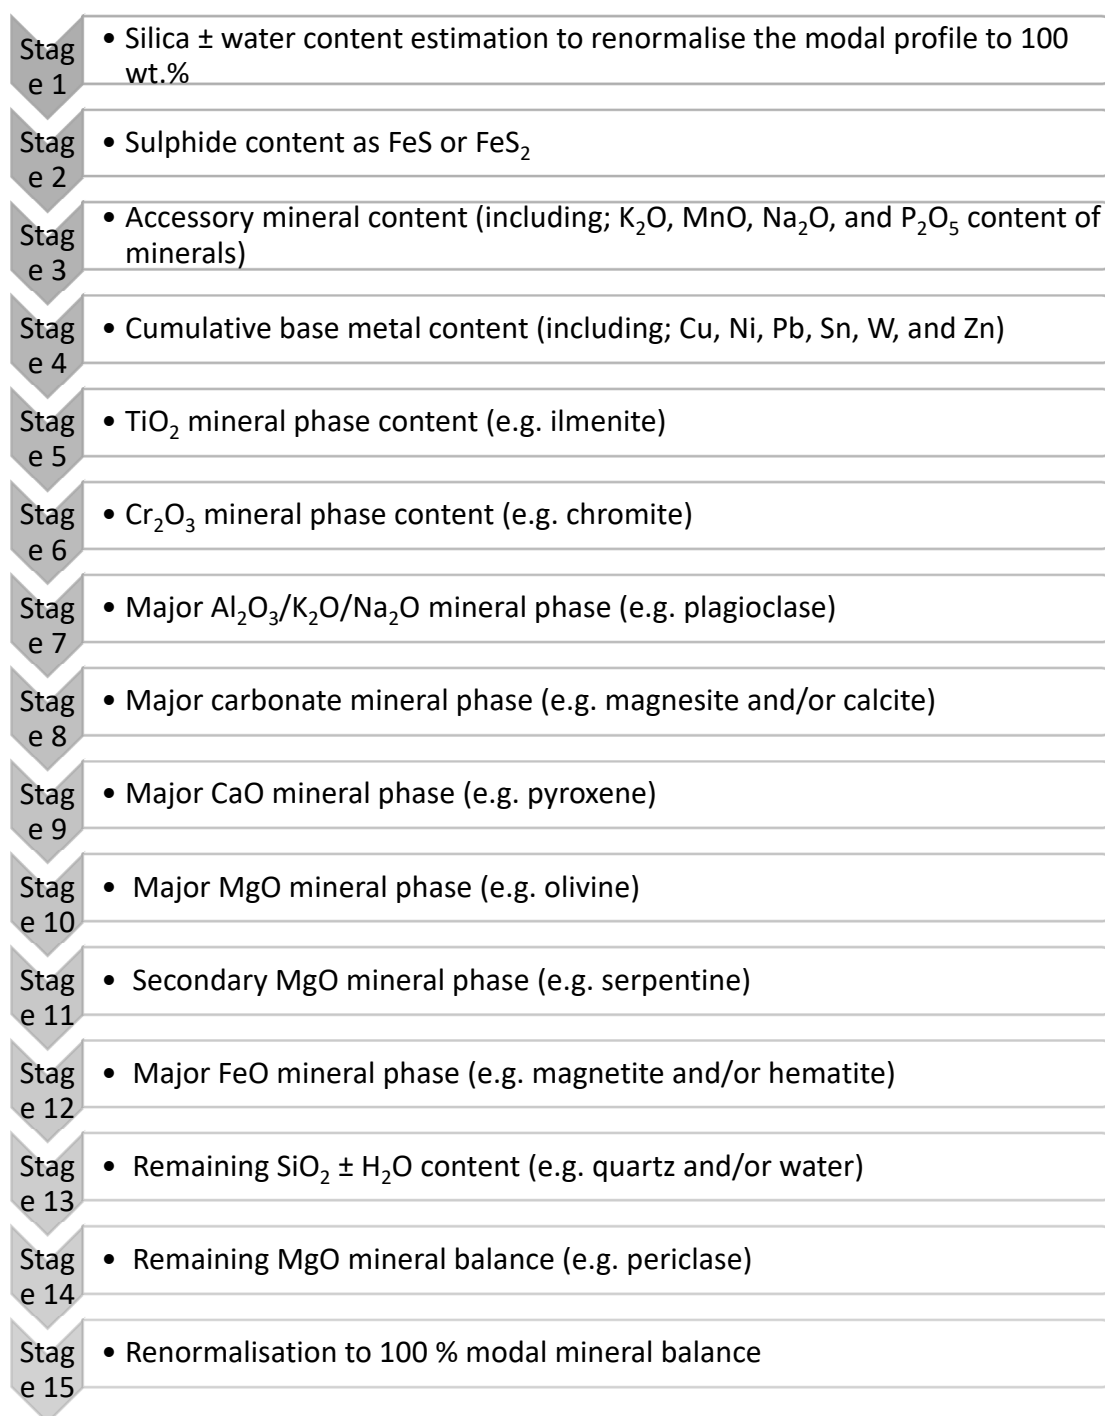 Stag
e 1
• Silica ± water content estimation to renormalise the modal profile to 100
wt.%
Stag
e 2
• Sulphide content as FeS or FeS₂
Stag
e 3
• Accessory mineral content (including; K₂O, MnO, Na₂O, and P₂O₅ content of
minerals)
Stag
e 4
• Cumulative base metal content (including; Cu, Ni, Pb, Sn, W, and Zn)
Stag
e 5
• TiO₂ mineral phase content (e.g. ilmenite)
Stag
e 6
• Cr₂O₃ mineral phase content (e.g. chromite)
Stag
e 7
• Major Al₂O₃/K₂O/Na₂O mineral phase (e.g. plagioclase)
Stag
e 8
• Major carbonate mineral phase (e.g. magnesite and/or calcite)
Stag
e 9
• Major CaO mineral phase (e.g. pyroxene)
Stag
e 10
• Major MgO mineral phase (e.g. olivine)
Stag
e 11
• Secondary MgO mineral phase (e.g. serpentine)
Stag
e 12
• Major FeO mineral phase (e.g. magnetite and/or hematite)
Stag
e 13
• Remaining SiO₂ ± H₂O content (e.g. quartz and/or water)
Stag
e 14
• Remaining MgO mineral balance (e.g. periclase)
Stag
e 15
• Renormalisation to 100 % modal mineral balance